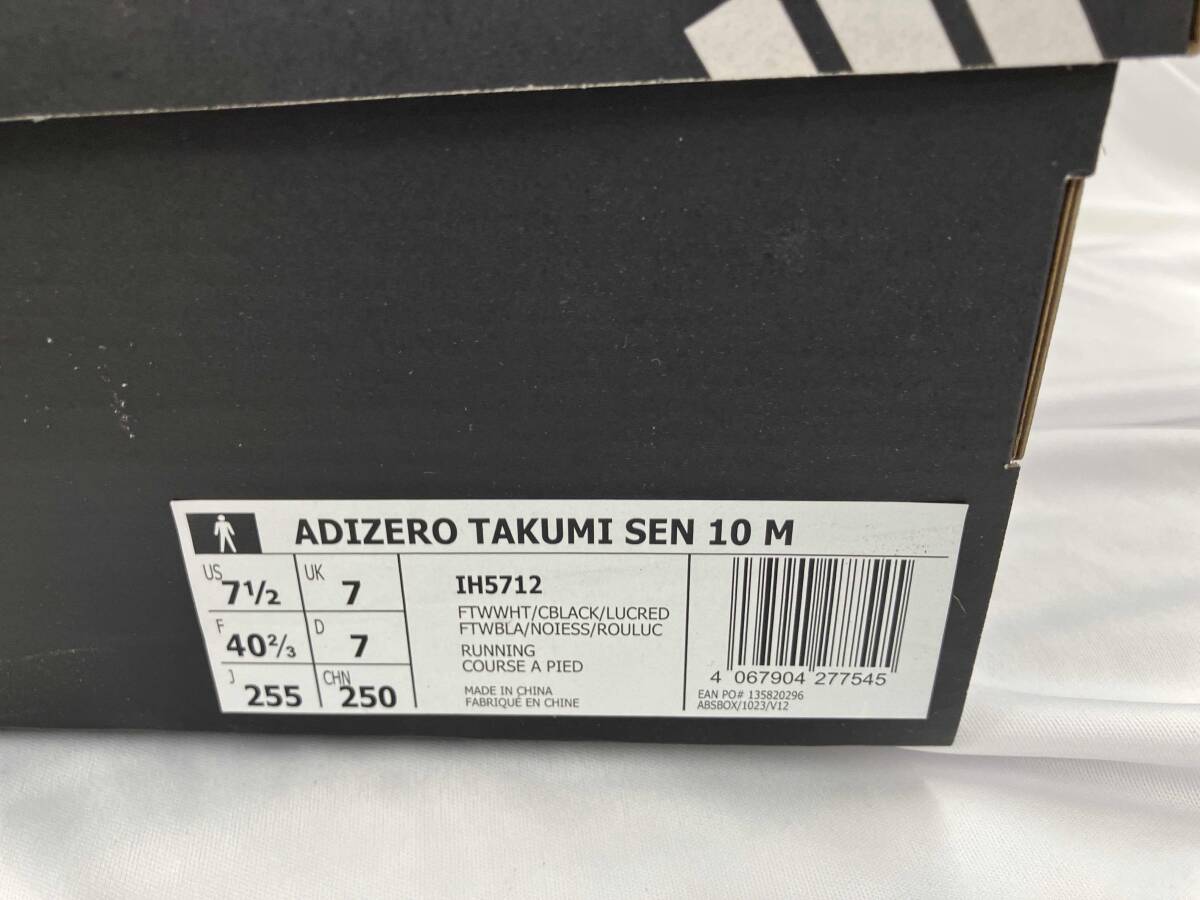 ADIZERO TAKUMI SEN 10 M
US 7½ UK 7
F 40⅔ D 7
J 255 CHN 250
IH5712
FTWWHT/CBLACK/LUCRED
FTWBLA/NOIESS/ROULUC
RUNNING
COURSE A PIED
MADE IN CHINA
FABRIQUÉ EN CHINE
4 067904 277545
EAN PO# 135820296
ABSBOX/1023/V12